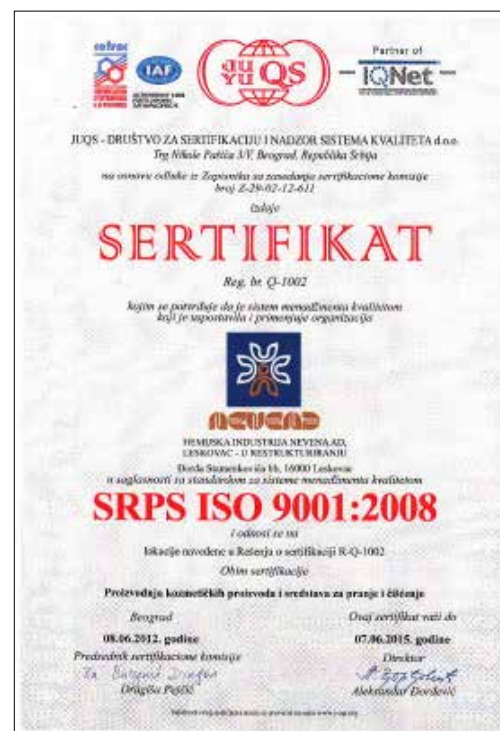 IAF
JU QS
YU
Partner of
IQNet
JUQS - DRUŠTVO ZA SERTIFIKACIJU I NADZOR SISTEMA KVALITETA d.o.o.
Trg Nikole Pašića 3/V, Beograd, Republika Srbija
na osnovu odluke iz Zapisnika sa zasedanja sertifikacione komisije
broj Z-29-02-12-611
izdaje
SERTIFIKAT
Reg. br. Q-1002
kojim se potvrđuje da je sistem menadžmenta kvalitetom
koji je uspostavila i primenjuje organizacija
NEVENA
HEMIJSKA INDUSTRIJA NEVENA AD,
LESKOVAC - U RESTRUKTURIRANJU
Đorđa Stamenkovića bb, 16000 Leskovac
u saglasnosti sa standardom za sisteme menadžmenta kvalitetom
SRPS ISO 9001:2008
i odnosi se na
lokacije navedene u Rešenju o sertifikaciji R-Q-1002
Obim sertifikacije
Proizvodnja kozmetičkih proizvoda i sredstava za pranje i čišćenje
Beograd
Ovaj sertifikat važi do
08.06.2012. godine
07.06.2015. godine
Predsednik sertifikacione komisije
Direktor
Dragiša Pešić
Aleksandar Đorđević